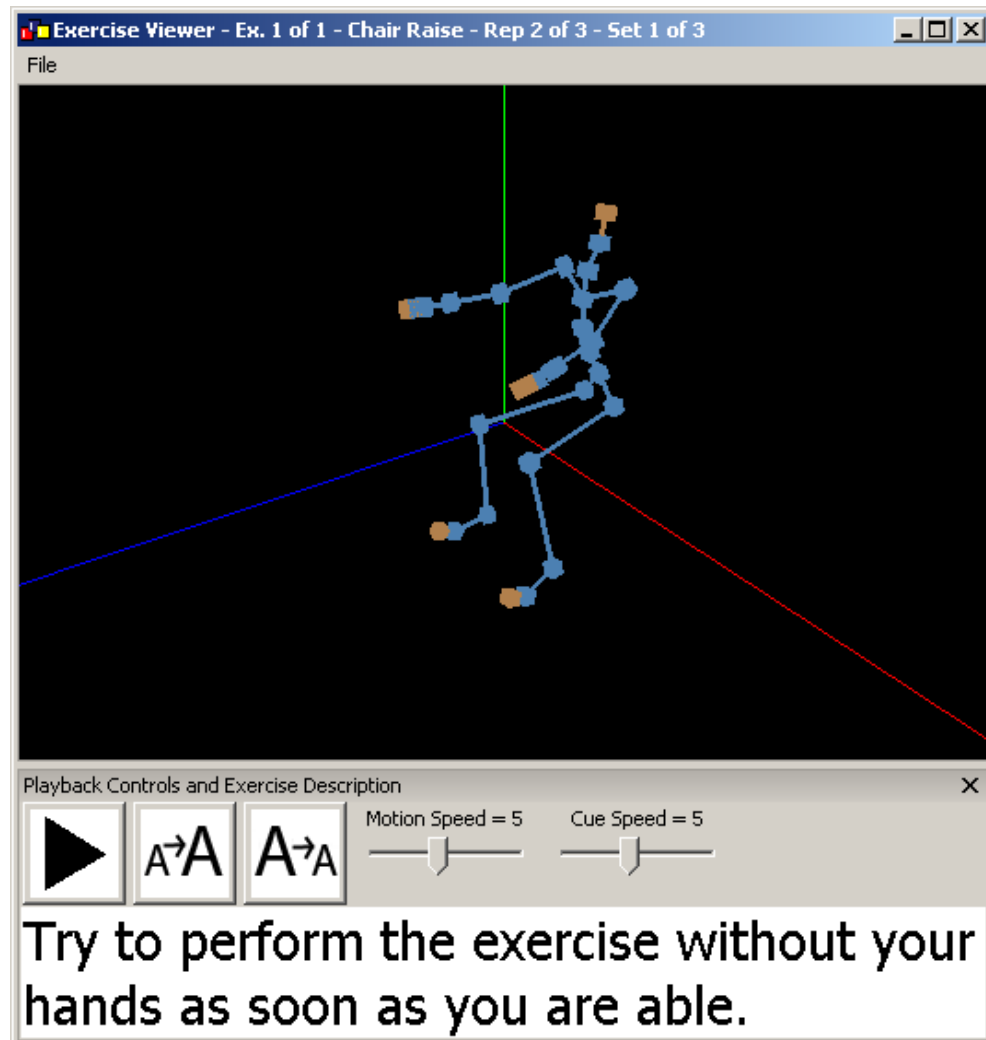 Exercise Viewer - Ex. 1 of 1 - Chair Raise - Rep 2 of 3 - Set 1 of 3
File
Playback Controls and Exercise Description
A→A
A→A
Motion Speed = 5
Cue Speed = 5
Try to perform the exercise without your
hands as soon as you are able.